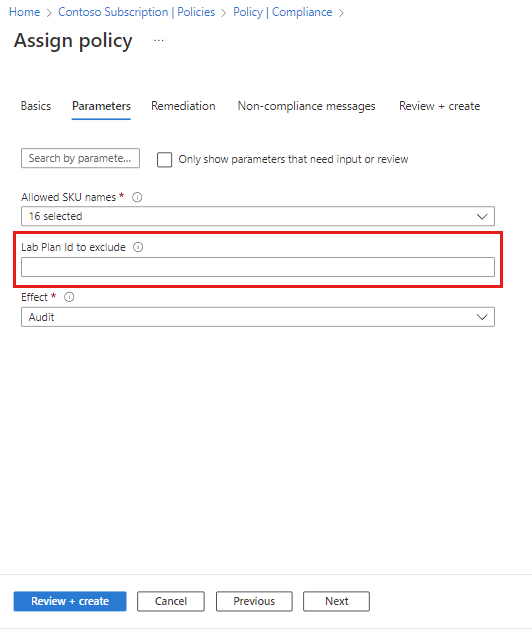 Home > Contoso Subscription | Policies > Policy | Compliance >
Assign policy ...
Basics Parameters Remediation Non-compliance messages Review + create
Search by paramete... Only show parameters that need input or review
Allowed SKU names *
16 selected
Lab Plan Id to exclude
Effect *
Audit
Review + create Cancel Previous Next